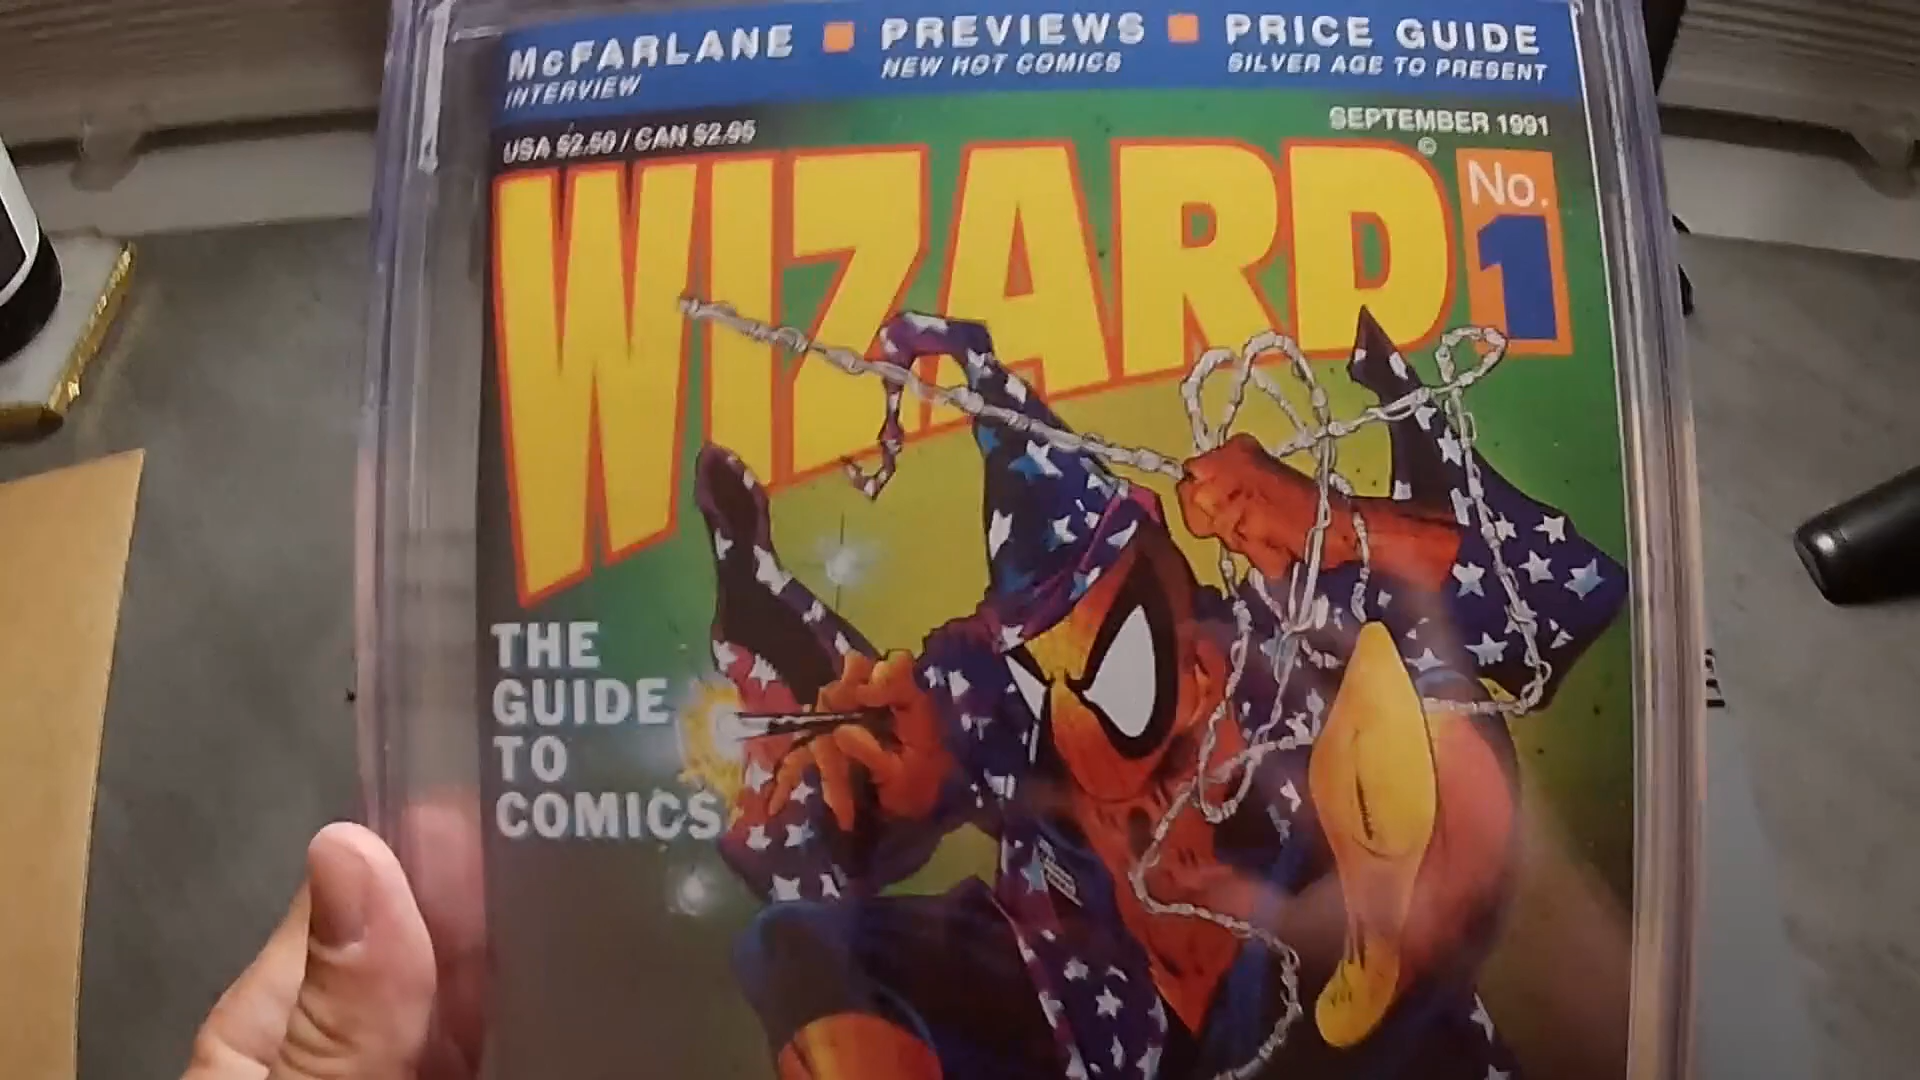 McFARLANE ■ PREVIEWS ■ PRICE GUIDE
INTERVIEW NEW HOT COMICS SILVER AGE TO PRESENT
USA $2.50 / CAN $2.95
SEPTEMBER 1991
WIZARD ©
No.
1
THE
GUIDE
TO
COMICS